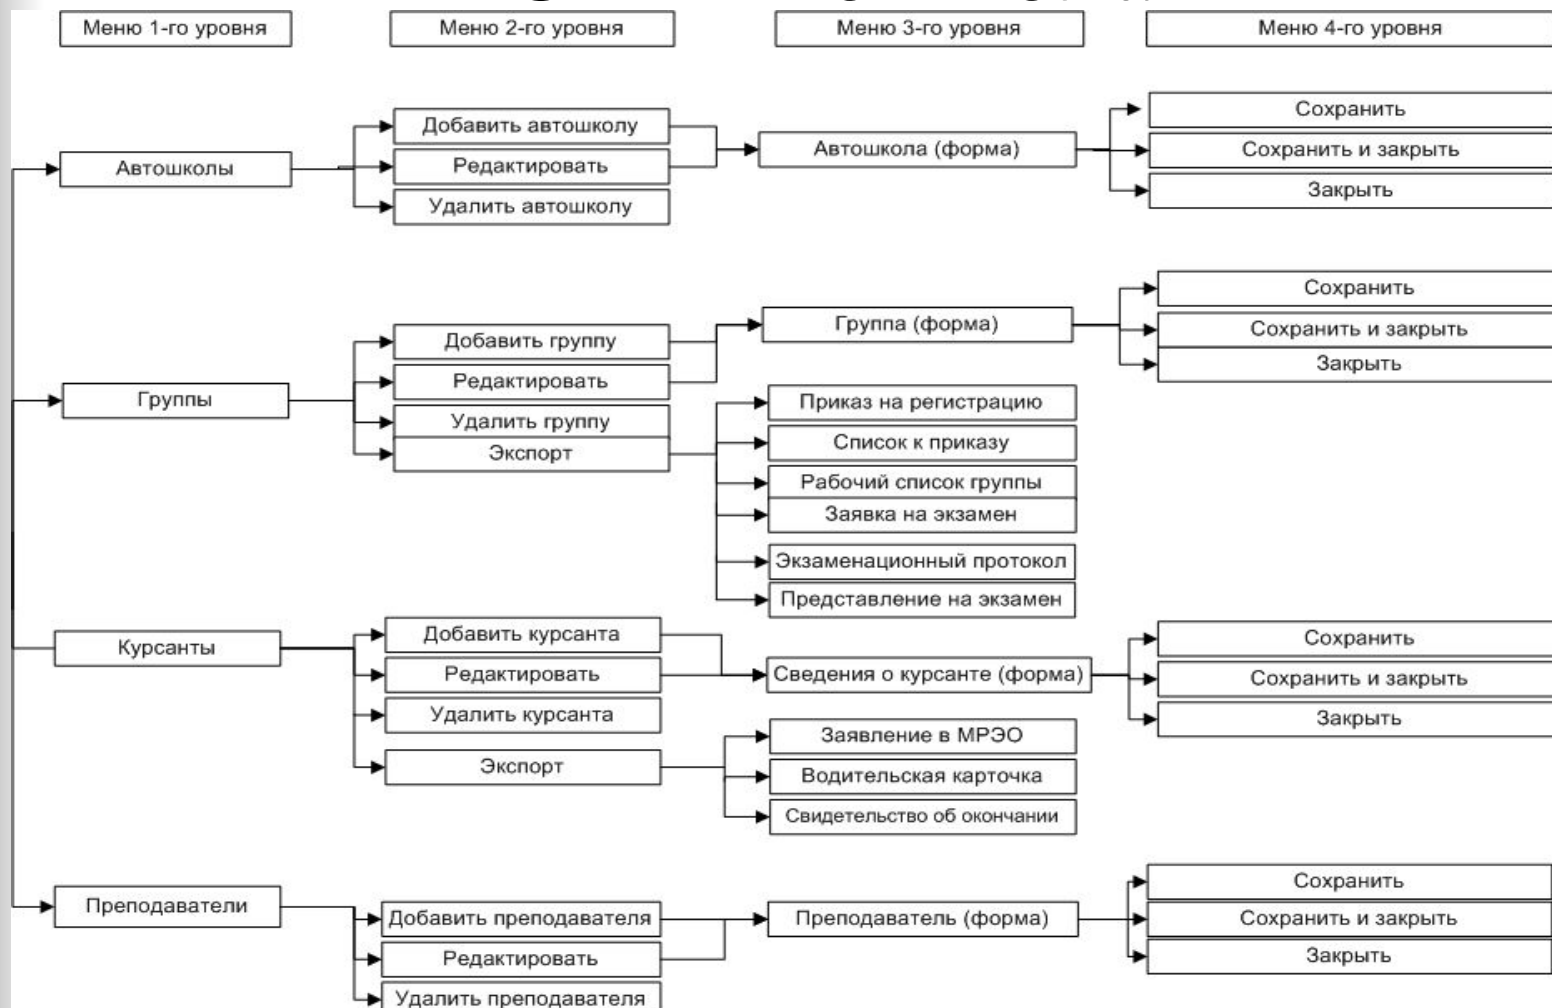 Меню 1-го уровня
Меню 2-го уровня
Меню 3-го уровня
Меню 4-го уровня
Автошколы
Добавить автошколу
Редактировать
Удалить автошколу
Автошкола (форма)
Сохранить
Сохранить и закрыть
Закрыть
Группы
Добавить группу
Редактировать
Удалить группу
Экспорт
Группа (форма)
Сохранить
Сохранить и закрыть
Закрыть
Приказ на регистрацию
Список к приказу
Рабочий список группы
Заявка на экзамен
Экзаменационный протокол
Представление на экзамен
Курсанты
Добавить курсанта
Редактировать
Удалить курсанта
Экспорт
Сведения о курсанте (форма)
Сохранить
Сохранить и закрыть
Закрыть
Заявление в МРЭО
Водительская карточка
Свидетельство об окончании
Преподаватели
Добавить преподавателя
Редактировать
Удалить преподавателя
Преподаватель (форма)
Сохранить
Сохранить и закрыть
Закрыть